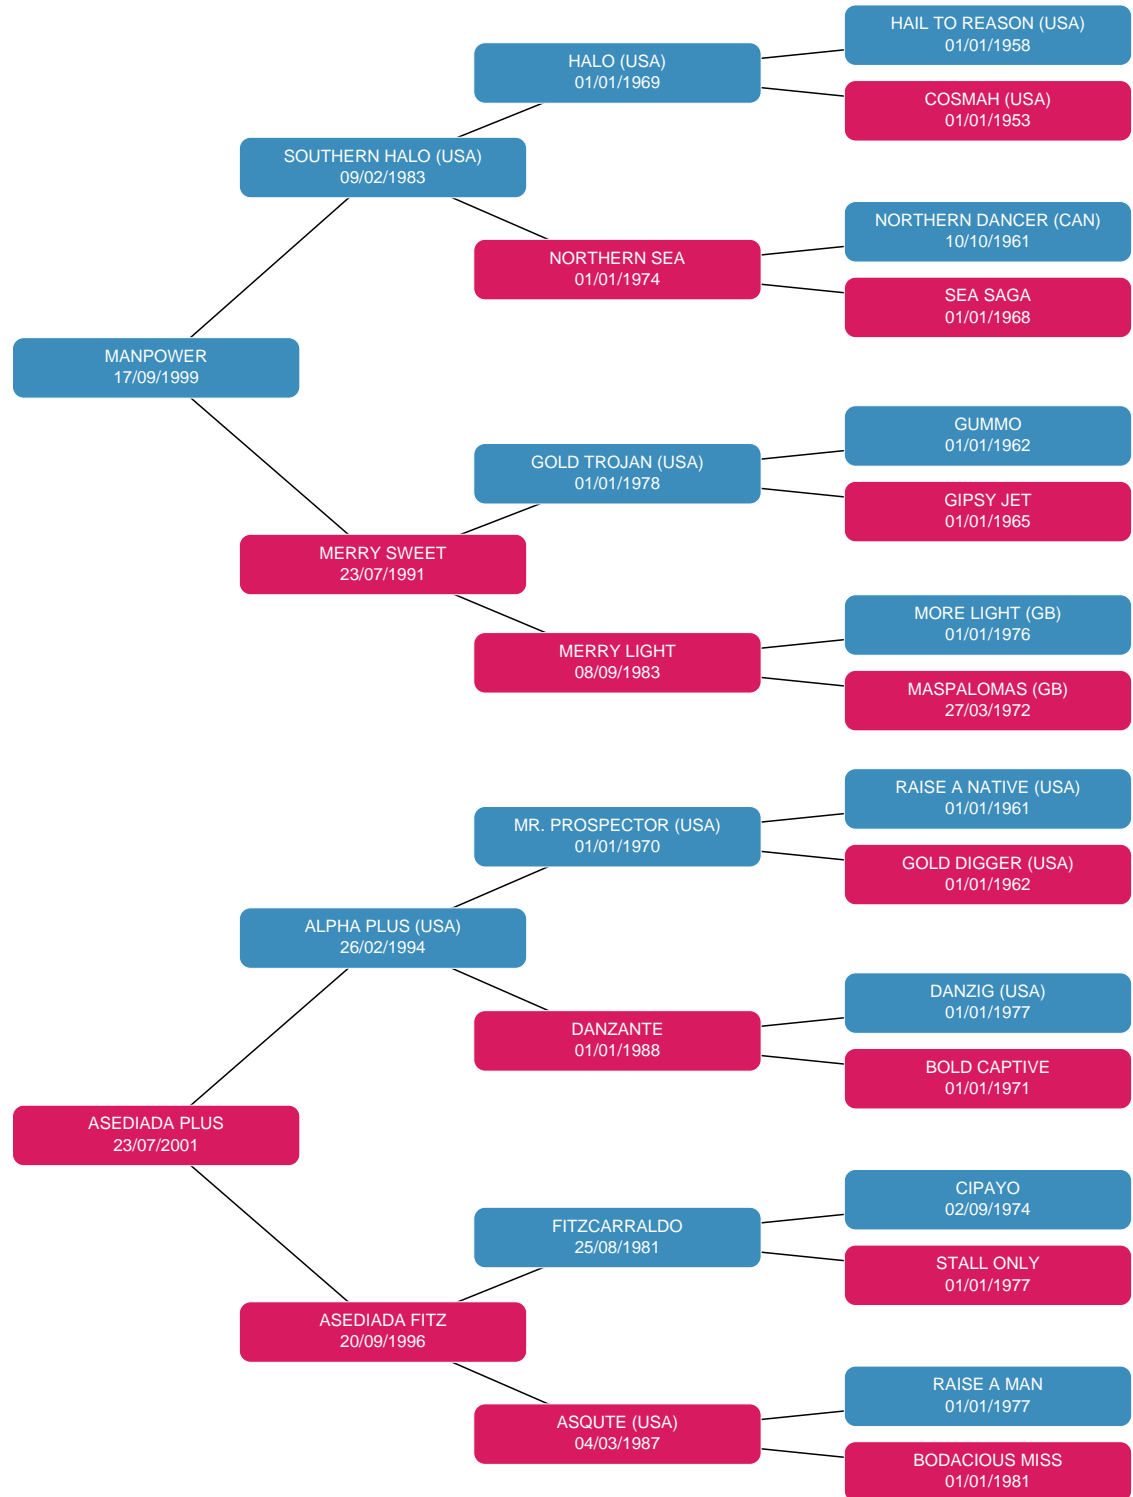 HAIL TO REASON (USA)
01/01/1958
HALO (USA)
01/01/1969
COSMAH (USA)
01/01/1953
SOUTHERN HALO (USA)
09/02/1983
NORTHERN DANCER (CAN)
10/10/1961
NORTHERN SEA
01/01/1974
SEA SAGA
01/01/1968
MANPOWER
17/09/1999
GUMMO
01/01/1962
GOLD TROJAN (USA)
01/01/1978
GIPSY JET
01/01/1965
MERRY SWEET
23/07/1991
MORE LIGHT (GB)
01/01/1976
MERRY LIGHT
08/09/1983
MASPALOMAS (GB)
27/03/1972
RAISE A NATIVE (USA)
01/01/1961
MR. PROSPECTOR (USA)
01/01/1970
GOLD DIGGER (USA)
01/01/1962
ALPHA PLUS (USA)
26/02/1994
DANZIG (USA)
01/01/1977
DANZANTE
01/01/1988
BOLD CAPTIVE
01/01/1971
ASEDIADA PLUS
23/07/2001
CIPAYO
02/09/1974
FITZCARRALDO
25/08/1981
STALL ONLY
01/01/1977
ASEDIADA FITZ
20/09/1996
RAISE A MAN
01/01/1977
ASQUTE (USA)
04/03/1987
BODACIOUS MISS
01/01/1981